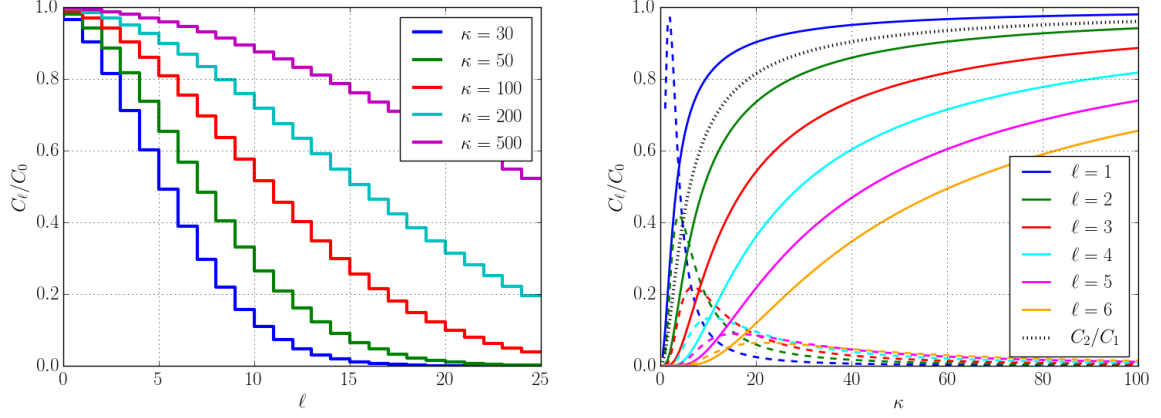 1.0
0.8
0.6
0.4
0.2
0.0
C_ℓ/C_0
0 5 10 15 20 25
ℓ
κ = 30
κ = 50
κ = 100
κ = 200
κ = 500
1.0
0.8
0.6
0.4
0.2
0.0
C_ℓ/C_0
0 20 40 60 80 100
κ
ℓ = 1
ℓ = 2
ℓ = 3
ℓ = 4
ℓ = 5
ℓ = 6
C_2/C_1